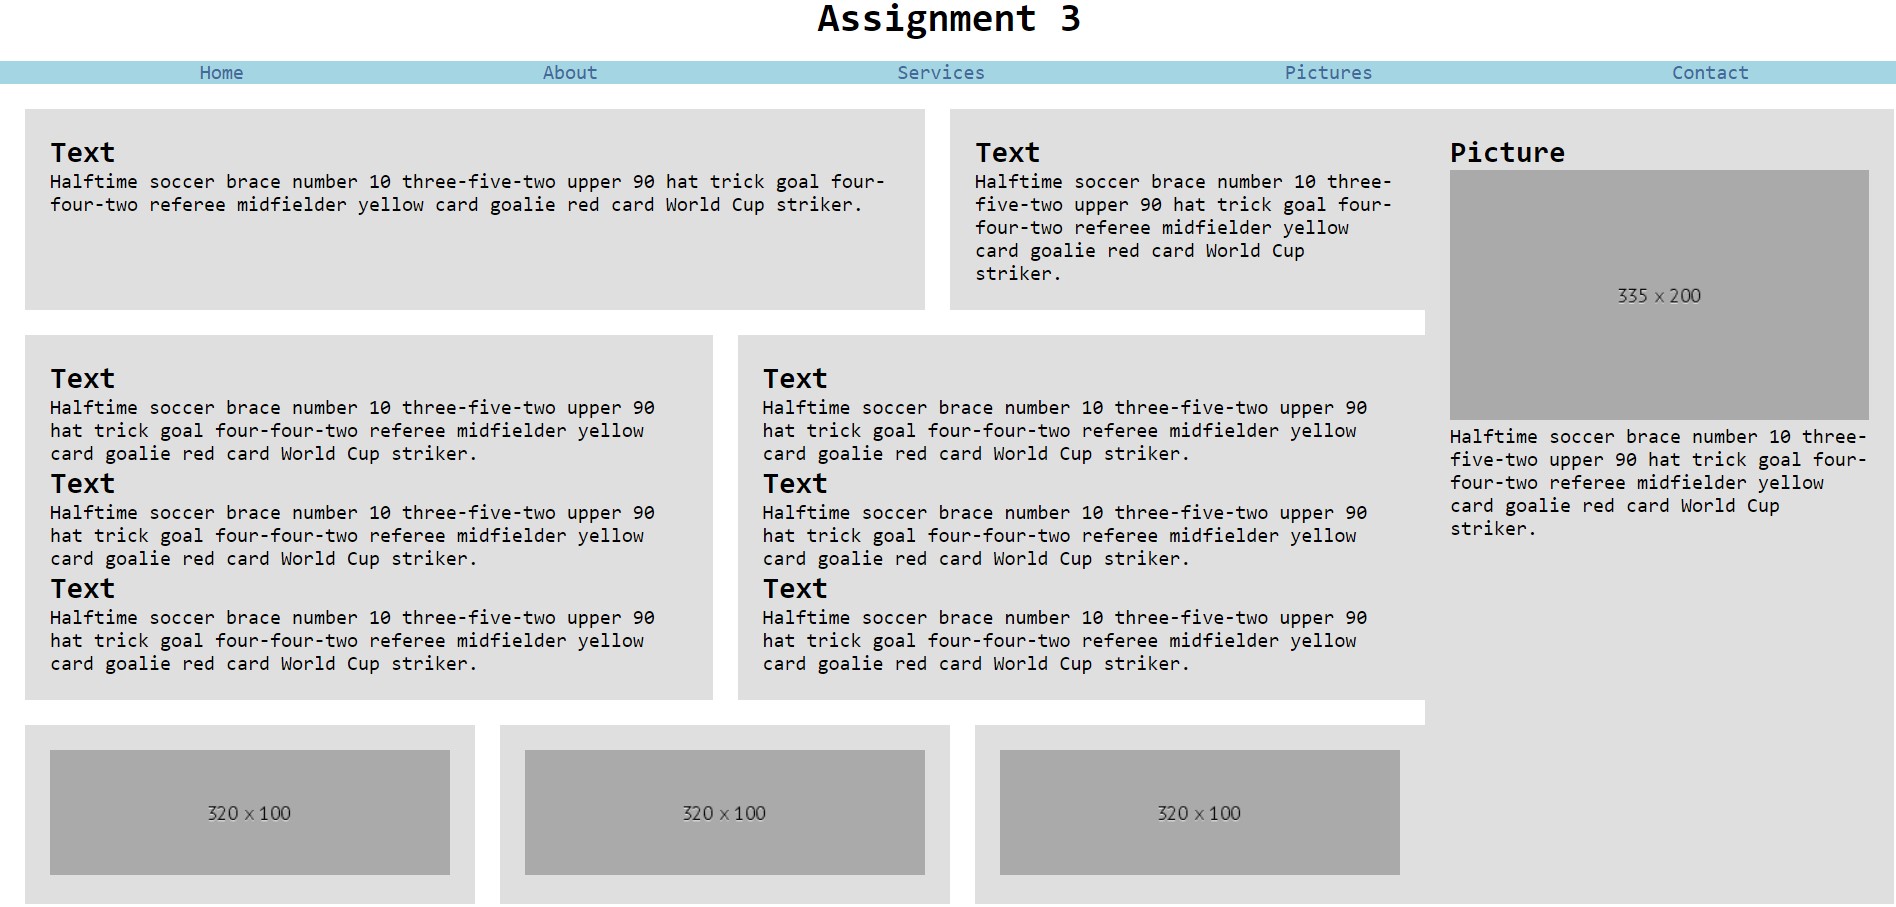 Assignment 3
Home About Services Pictures Contact
Text
Halftime soccer brace number 10 three-five-two upper 90 hat trick goal four-
four-two referee midfielder yellow card goalie red card World Cup striker.
Text
Halftime soccer brace number 10 three-
five-two upper 90 hat trick goal four-
four-two referee midfielder yellow
card goalie red card World Cup
striker.
Picture
335 x 200
Halftime soccer brace number 10 three-
five-two upper 90 hat trick goal four-
four-two referee midfielder yellow
card goalie red card World Cup
striker.
Text
Halftime soccer brace number 10 three-five-two upper 90
hat trick goal four-four-two referee midfielder yellow
card goalie red card World Cup striker.
Text
Halftime soccer brace number 10 three-five-two upper 90
hat trick goal four-four-two referee midfielder yellow
card goalie red card World Cup striker.
Text
Halftime soccer brace number 10 three-five-two upper 90
hat trick goal four-four-two referee midfielder yellow
card goalie red card World Cup striker.
Text
Halftime soccer brace number 10 three-five-two upper 90
hat trick goal four-four-two referee midfielder yellow
card goalie red card World Cup striker.
Text
Halftime soccer brace number 10 three-five-two upper 90
hat trick goal four-four-two referee midfielder yellow
card goalie red card World Cup striker.
Text
Halftime soccer brace number 10 three-five-two upper 90
hat trick goal four-four-two referee midfielder yellow
card goalie red card World Cup striker.
320 x 100
320 x 100
320 x 100